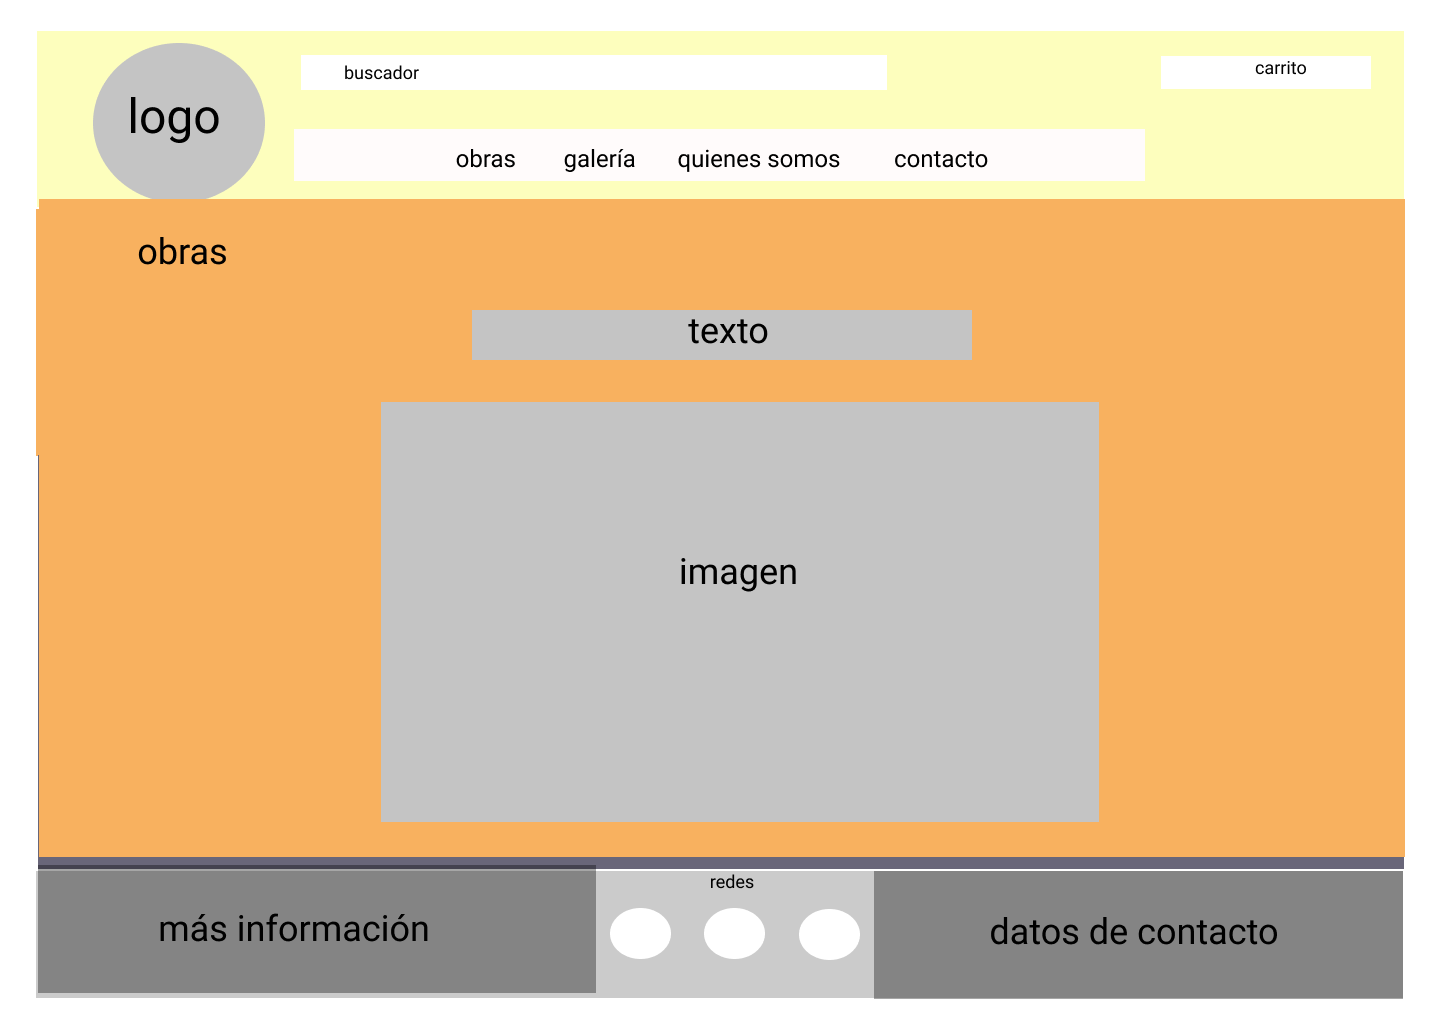 logo
buscador
carrito
obras galería quienes somos contacto
obras
texto
imagen
más información
redes
datos de contacto